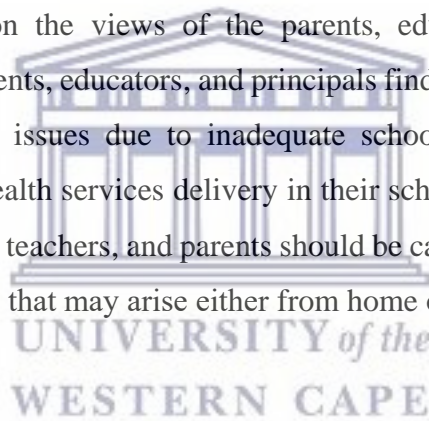 on the views of the parents, ed
ents, educators, and principals find
issues due to inadequate schoo
ealth services delivery in their sch
teachers, and parents should be ca
that may arise either from home
UNIVERSITY of the
WESTERN CAPE